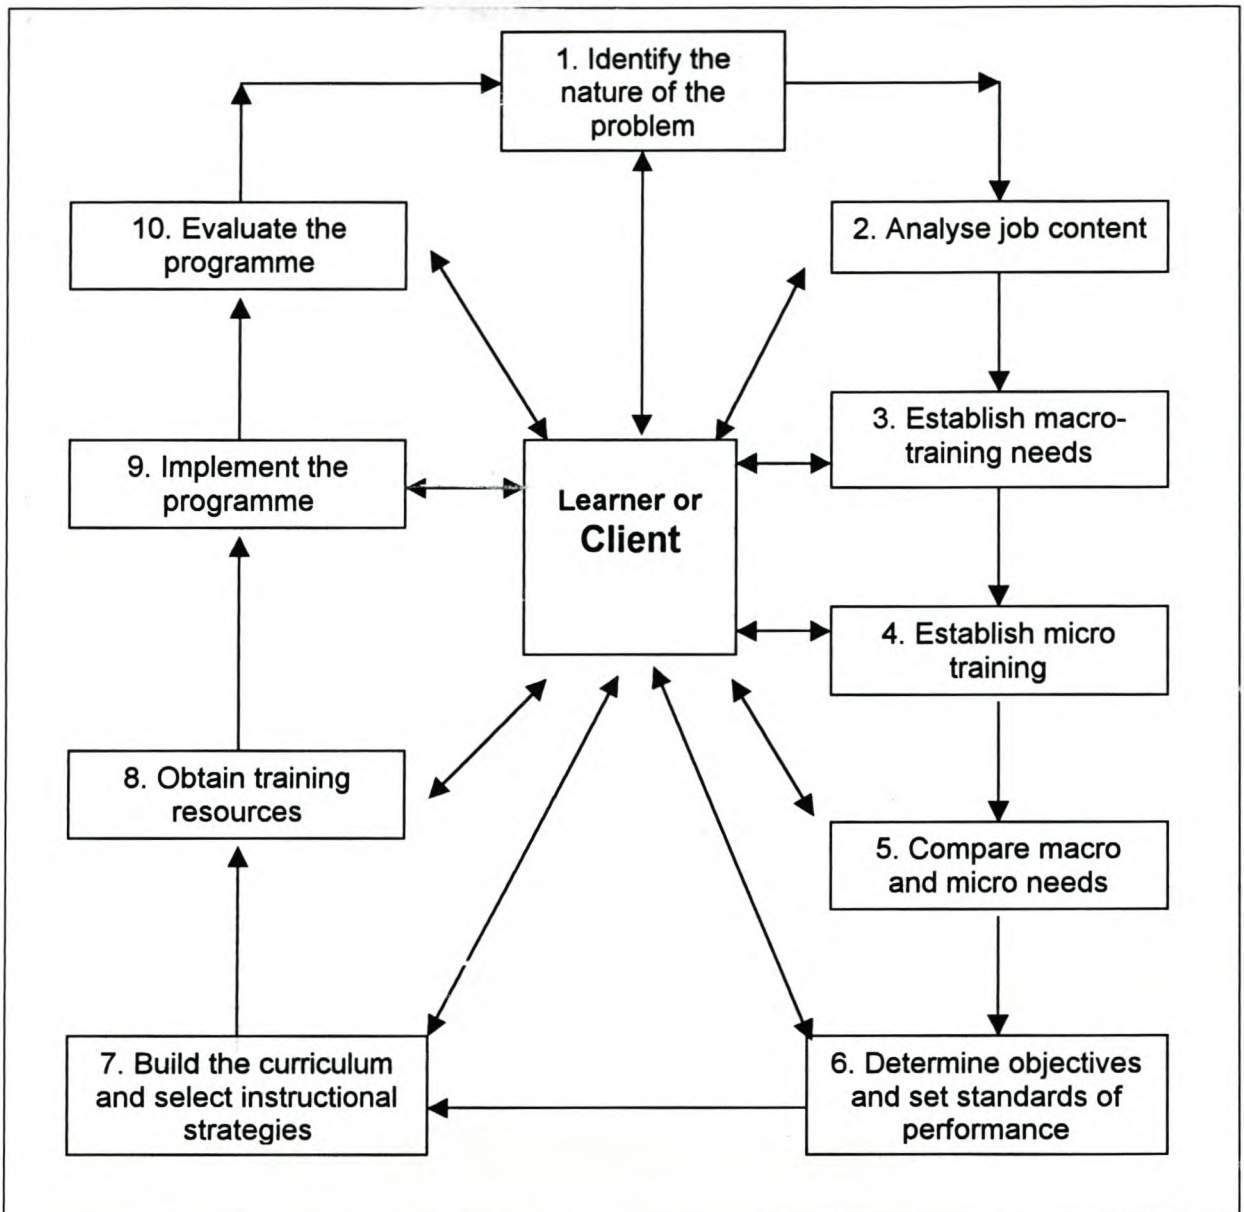 1. Identify the
nature of the
problem
2. Analyse job content
3. Establish macro-
training needs
4. Establish micro
training
5. Compare macro
and micro needs
6. Determine objectives
and set standards of
performance
7. Build the curriculum
and select instructional
strategies
8. Obtain training
resources
9. Implement the
programme
10. Evaluate the
programme
Learner or
Client